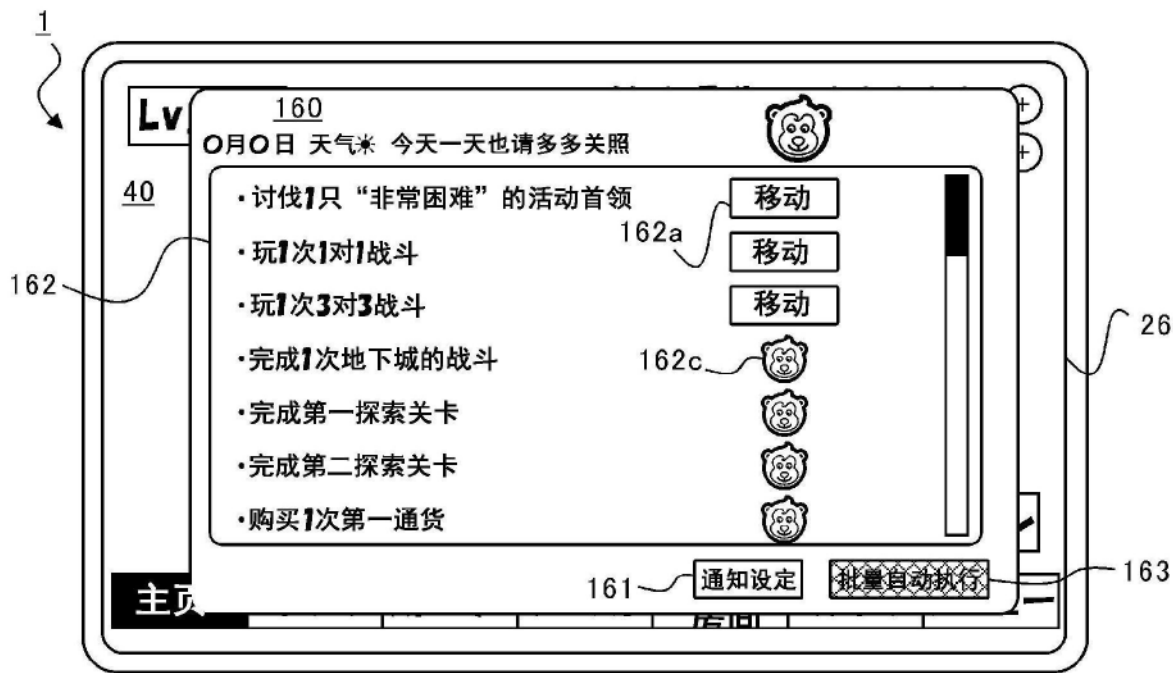 1
Lv
160
〇月〇日 天气☀ 今天一天也请多多关照
40
·讨伐1只“非常困难”的活动首领 移动
162a
·玩1次1对1战斗 移动
162
·玩1次3对3战斗 移动
26
·完成1次地下城的战斗
162c
·完成第一探索关卡
·完成第二探索关卡
·购买1次第一通货
161 通知设定 批量自动执行 163
主页
房间